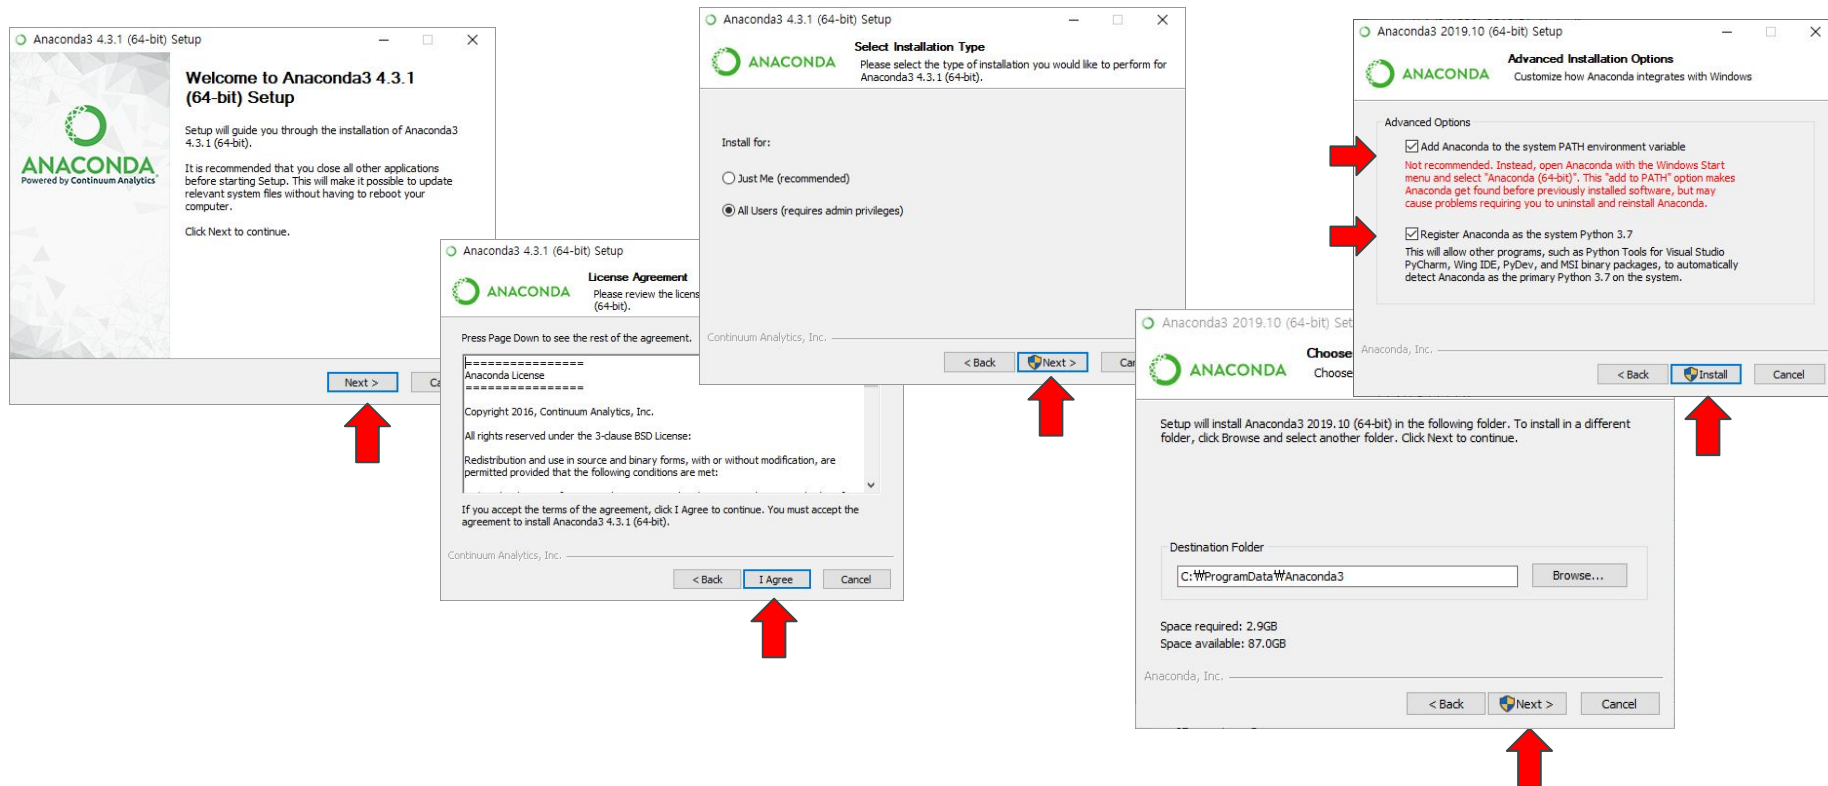 Anaconda3 4.3.1 (64-bit) Setup
ANACONDA
Powered by Continuum Analytics
Welcome to Anaconda3 4.3.1
(64-bit) Setup
Setup will guide you through the installation of Anaconda3
4.3.1 (64-bit).
It is recommended that you close all other applications
before starting Setup. This will make it possible to update
relevant system files without having to reboot your
computer.
Click Next to continue.
Next >
Ca
Anaconda3 4.3.1 (64-bit) Setup
ANACONDA
License Agreement
Please review the licens
(64-bit).
Press Page Down to see the rest of the agreement.
================
Anaconda License
================
Copyright 2016, Continuum Analytics, Inc.
All rights reserved under the 3-clause BSD License:
Redistribution and use in source and binary forms, with or without modification, are
permitted provided that the following conditions are met:
If you accept the terms of the agreement, click I Agree to continue. You must accept the
agreement to install Anaconda3 4.3.1 (64-bit).
Continuum Analytics, Inc.
< Back
I Agree
Cancel
Anaconda3 4.3.1 (64-bit) Setup
ANACONDA
Select Installation Type
Please select the type of installation you would like to perform for
Anaconda3 4.3.1 (64-bit).
Install for:
Just Me (recommended)
All Users (requires admin privileges)
Continuum Analytics, Inc.
< Back
Next >
Car
Anaconda3 2019.10 (64-bit) Set
ANACONDA
Choose
Choose
Setup will install Anaconda3 2019.10 (64-bit) in the following folder. To install in a different
folder, click Browse and select another folder. Click Next to continue.
Destination Folder
C:₩ProgramData₩Anaconda3
Browse...
Space required: 2.9GB
Space available: 87.0GB
Anaconda, Inc.
< Back
Next >
Cancel
Anaconda3 2019.10 (64-bit) Setup
ANACONDA
Advanced Installation Options
Customize how Anaconda integrates with Windows
Advanced Options
Add Anaconda to the system PATH environment variable
Not recommended. Instead, open Anaconda with the Windows Start
menu and select "Anaconda (64-bit)". This "add to PATH" option makes
Anaconda get found before previously installed software, but may
cause problems requiring you to uninstall and reinstall Anaconda.
Register Anaconda as the system Python 3.7
This will allow other programs, such as Python Tools for Visual Studio
PyCharm, Wing IDE, PyDev, and MSI binary packages, to automatically
detect Anaconda as the primary Python 3.7 on the system.
Anaconda, Inc.
< Back
Install
Cancel